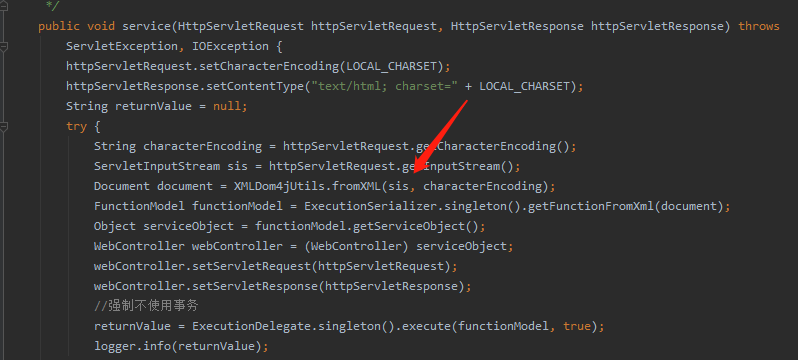 */
public void service(HttpServletRequest httpServletRequest, HttpServletResponse httpServletResponse) throws
ServletException, IOException {
httpServletRequest.setCharacterEncoding(LOCAL_CHARSET);
httpServletResponse.setContentType("text/html; charset=" + LOCAL_CHARSET);
String returnValue = null;
try {
String characterEncoding = httpServletRequest.getCharacterEncoding();
ServletInputStream sis = httpServletRequest.getInputStream();
Document document = XMLDom4jUtils.fromXML(sis, characterEncoding);
FunctionModel functionModel = ExecutionSerializer.singleton().getFunctionFromXml(document);
Object serviceObject = functionModel.getServiceObject();
WebController webController = (WebController) serviceObject;
webController.setServletRequest(httpServletRequest);
webController.setServletResponse(httpServletResponse);
//强制不使用事务
returnValue = ExecutionDelegate.singleton().execute(functionModel, true);
logger.info(returnValue);